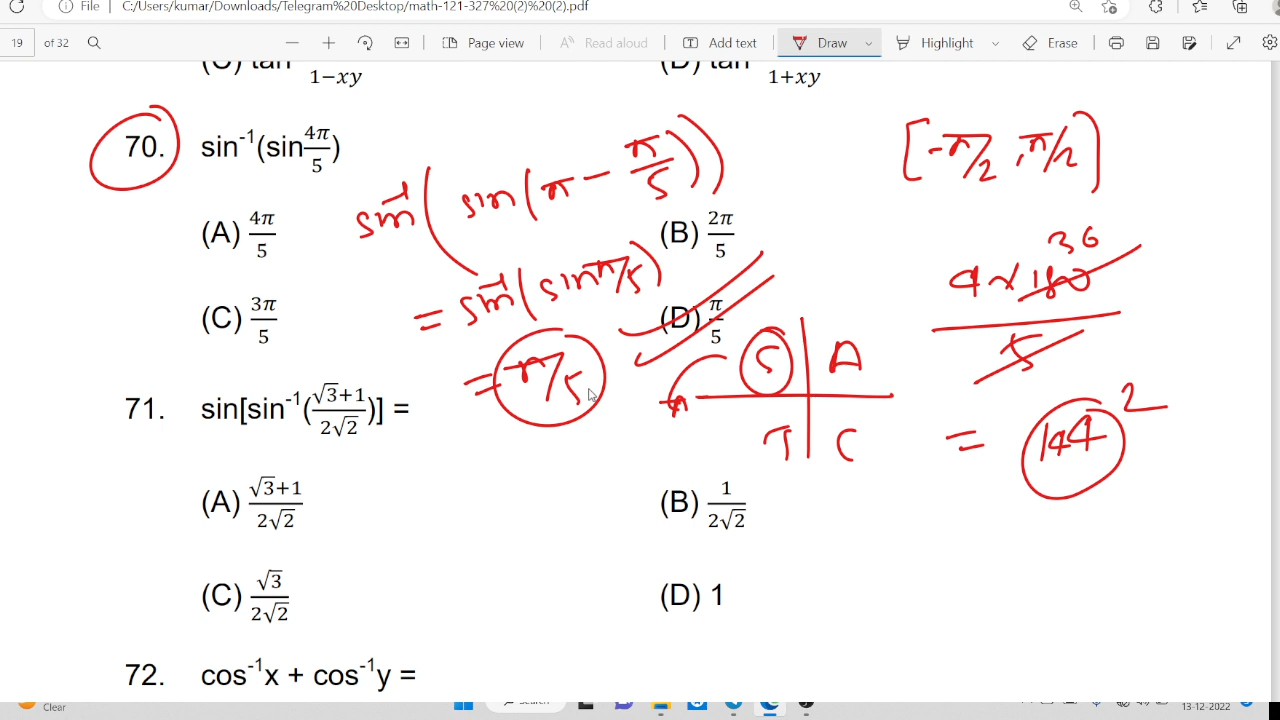 File C:/Users/kumar/Downloads/Telegram%20Desktop/math-121-327%20(2)%20(2).pdf
19 of 32 Page view Read aloud Add text Draw Highlight Erase
(C) tan 1−xy (D) tan 1+xy
70. sin⁻¹(sin 4π/5)
[-π/2, π/2]
sin⁻¹(sin(π − π/5))
(A) 4π/5 (B) 2π/5
36
4×180
5
= sin⁻¹(sin π/5)
(C) 3π/5 (D) π/5
= π/5
S A
T C
= 144°
71. sin[sin⁻¹((√3+1)/(2√2))] =
(A) (√3+1)/(2√2) (B) 1/(2√2)
(C) √3/(2√2) (D) 1
72. cos⁻¹x + cos⁻¹y =
Clear
13-12-2022